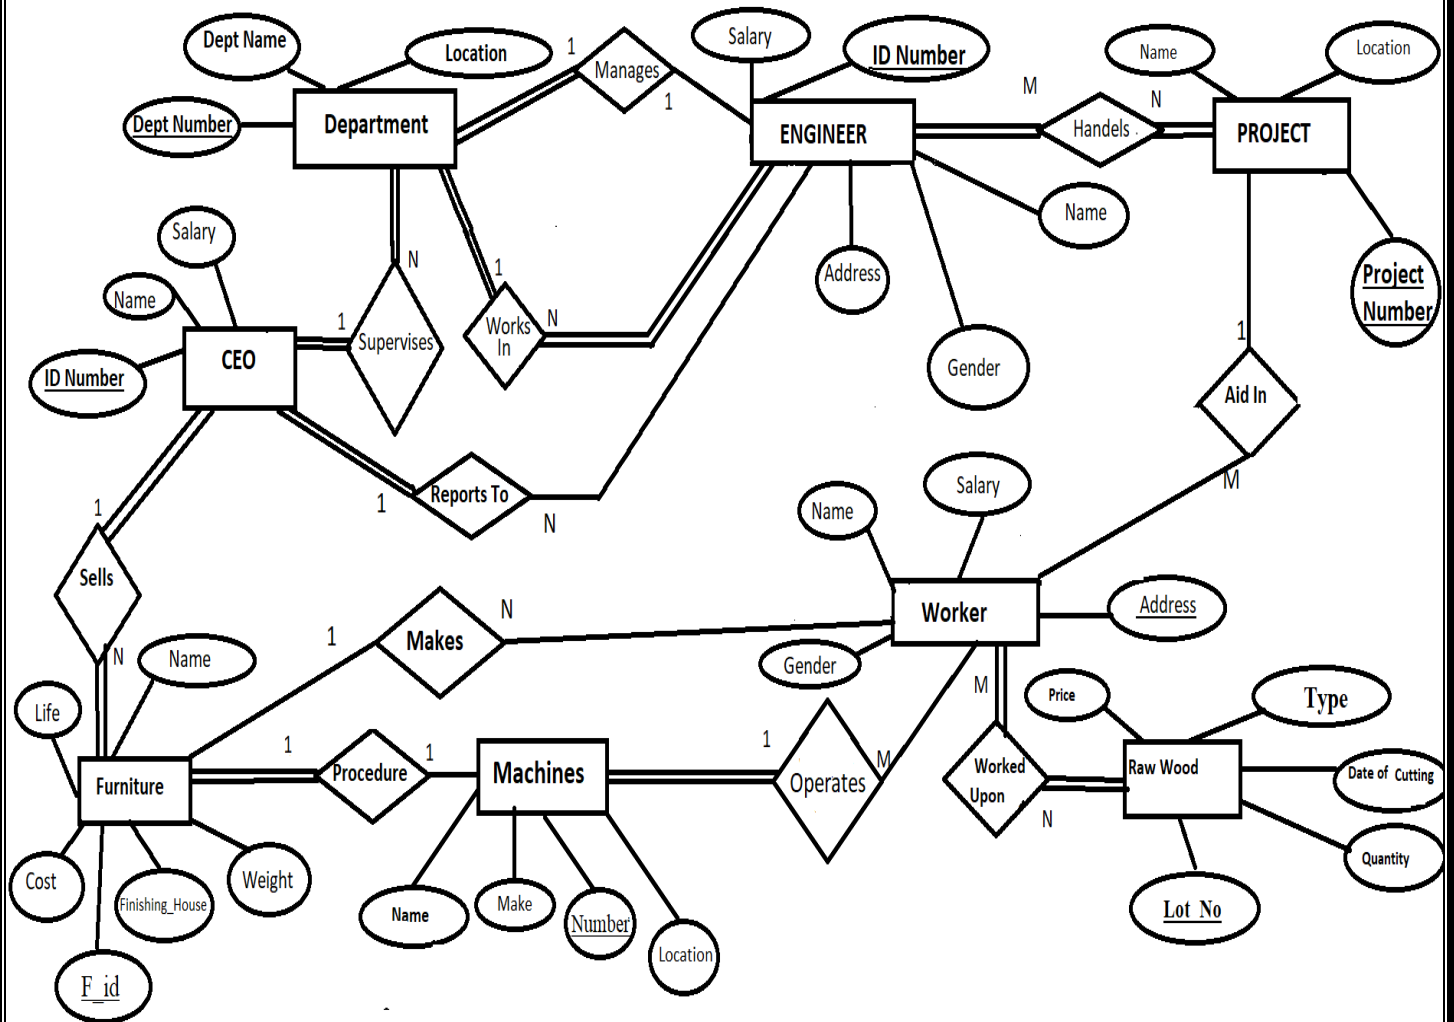 Dept Name
Location
Dept Number
Department
1
Manages
1
Salary
ID Number
ENGINEER
M
Handels
N
Name
Location
PROJECT
Name
Address
Gender
Project
Number
Salary
Name
ID Number
CEO
1
Supervises
N
1
Works
In
N
1
Aid In
M
1
Reports To
N
1
Sells
N
Name
Salary
Worker
Address
Gender
1
Makes
N
Name
Life
Furniture
Cost
F_id
Finishing_House
Weight
1
Procedure
1
Machines
Name
Make
Number
Location
1
Operates
M
M
Worked
Upon
N
Price
Type
Raw Wood
Date of Cutting
Quantity
Lot No